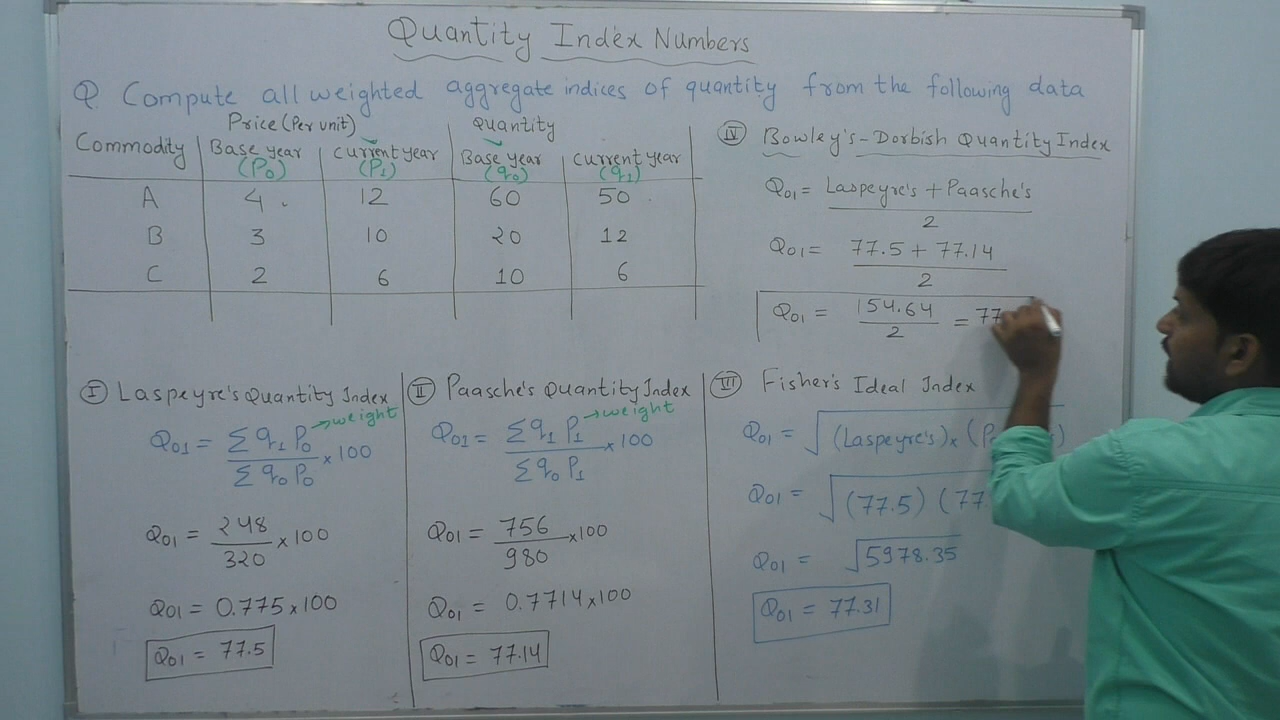 Quantity Index Numbers
Q. Compute all weighted aggregate indices of quantity from the following data
Commodity Price (Per unit) Quantity
Base year (P₀) Current year (P₁) Base year (q₀) Current year (q₁)
A 4 12 60 50
B 3 10 20 12
C 2 6 10 6
I Laspeyre's Quantity Index
Q₀₁ = Σq₁P₀ / Σq₀P₀ × 100 → weight
Q₀₁ = 248/320 × 100
Q₀₁ = 0.775 × 100
Q₀₁ = 77.5
II Paasche's Quantity Index
Q₀₁ = Σq₁P₁ / Σq₀P₁ × 100 → weight
Q₀₁ = 756/980 × 100
Q₀₁ = 0.7714 × 100
Q₀₁ = 77.14
III Fisher's Ideal Index
Q₀₁ = √(Laspeyre's) × (P
Q₀₁ = √(77.5) (77.
Q₀₁ = √5978.35
Q₀₁ = 77.31
IV Bowley's - Dorbish Quantity Index
Q₀₁ = Laspeyre's + Paasche's / 2
Q₀₁ = 77.5 + 77.14 / 2
Q₀₁ = 154.64 / 2 = 77